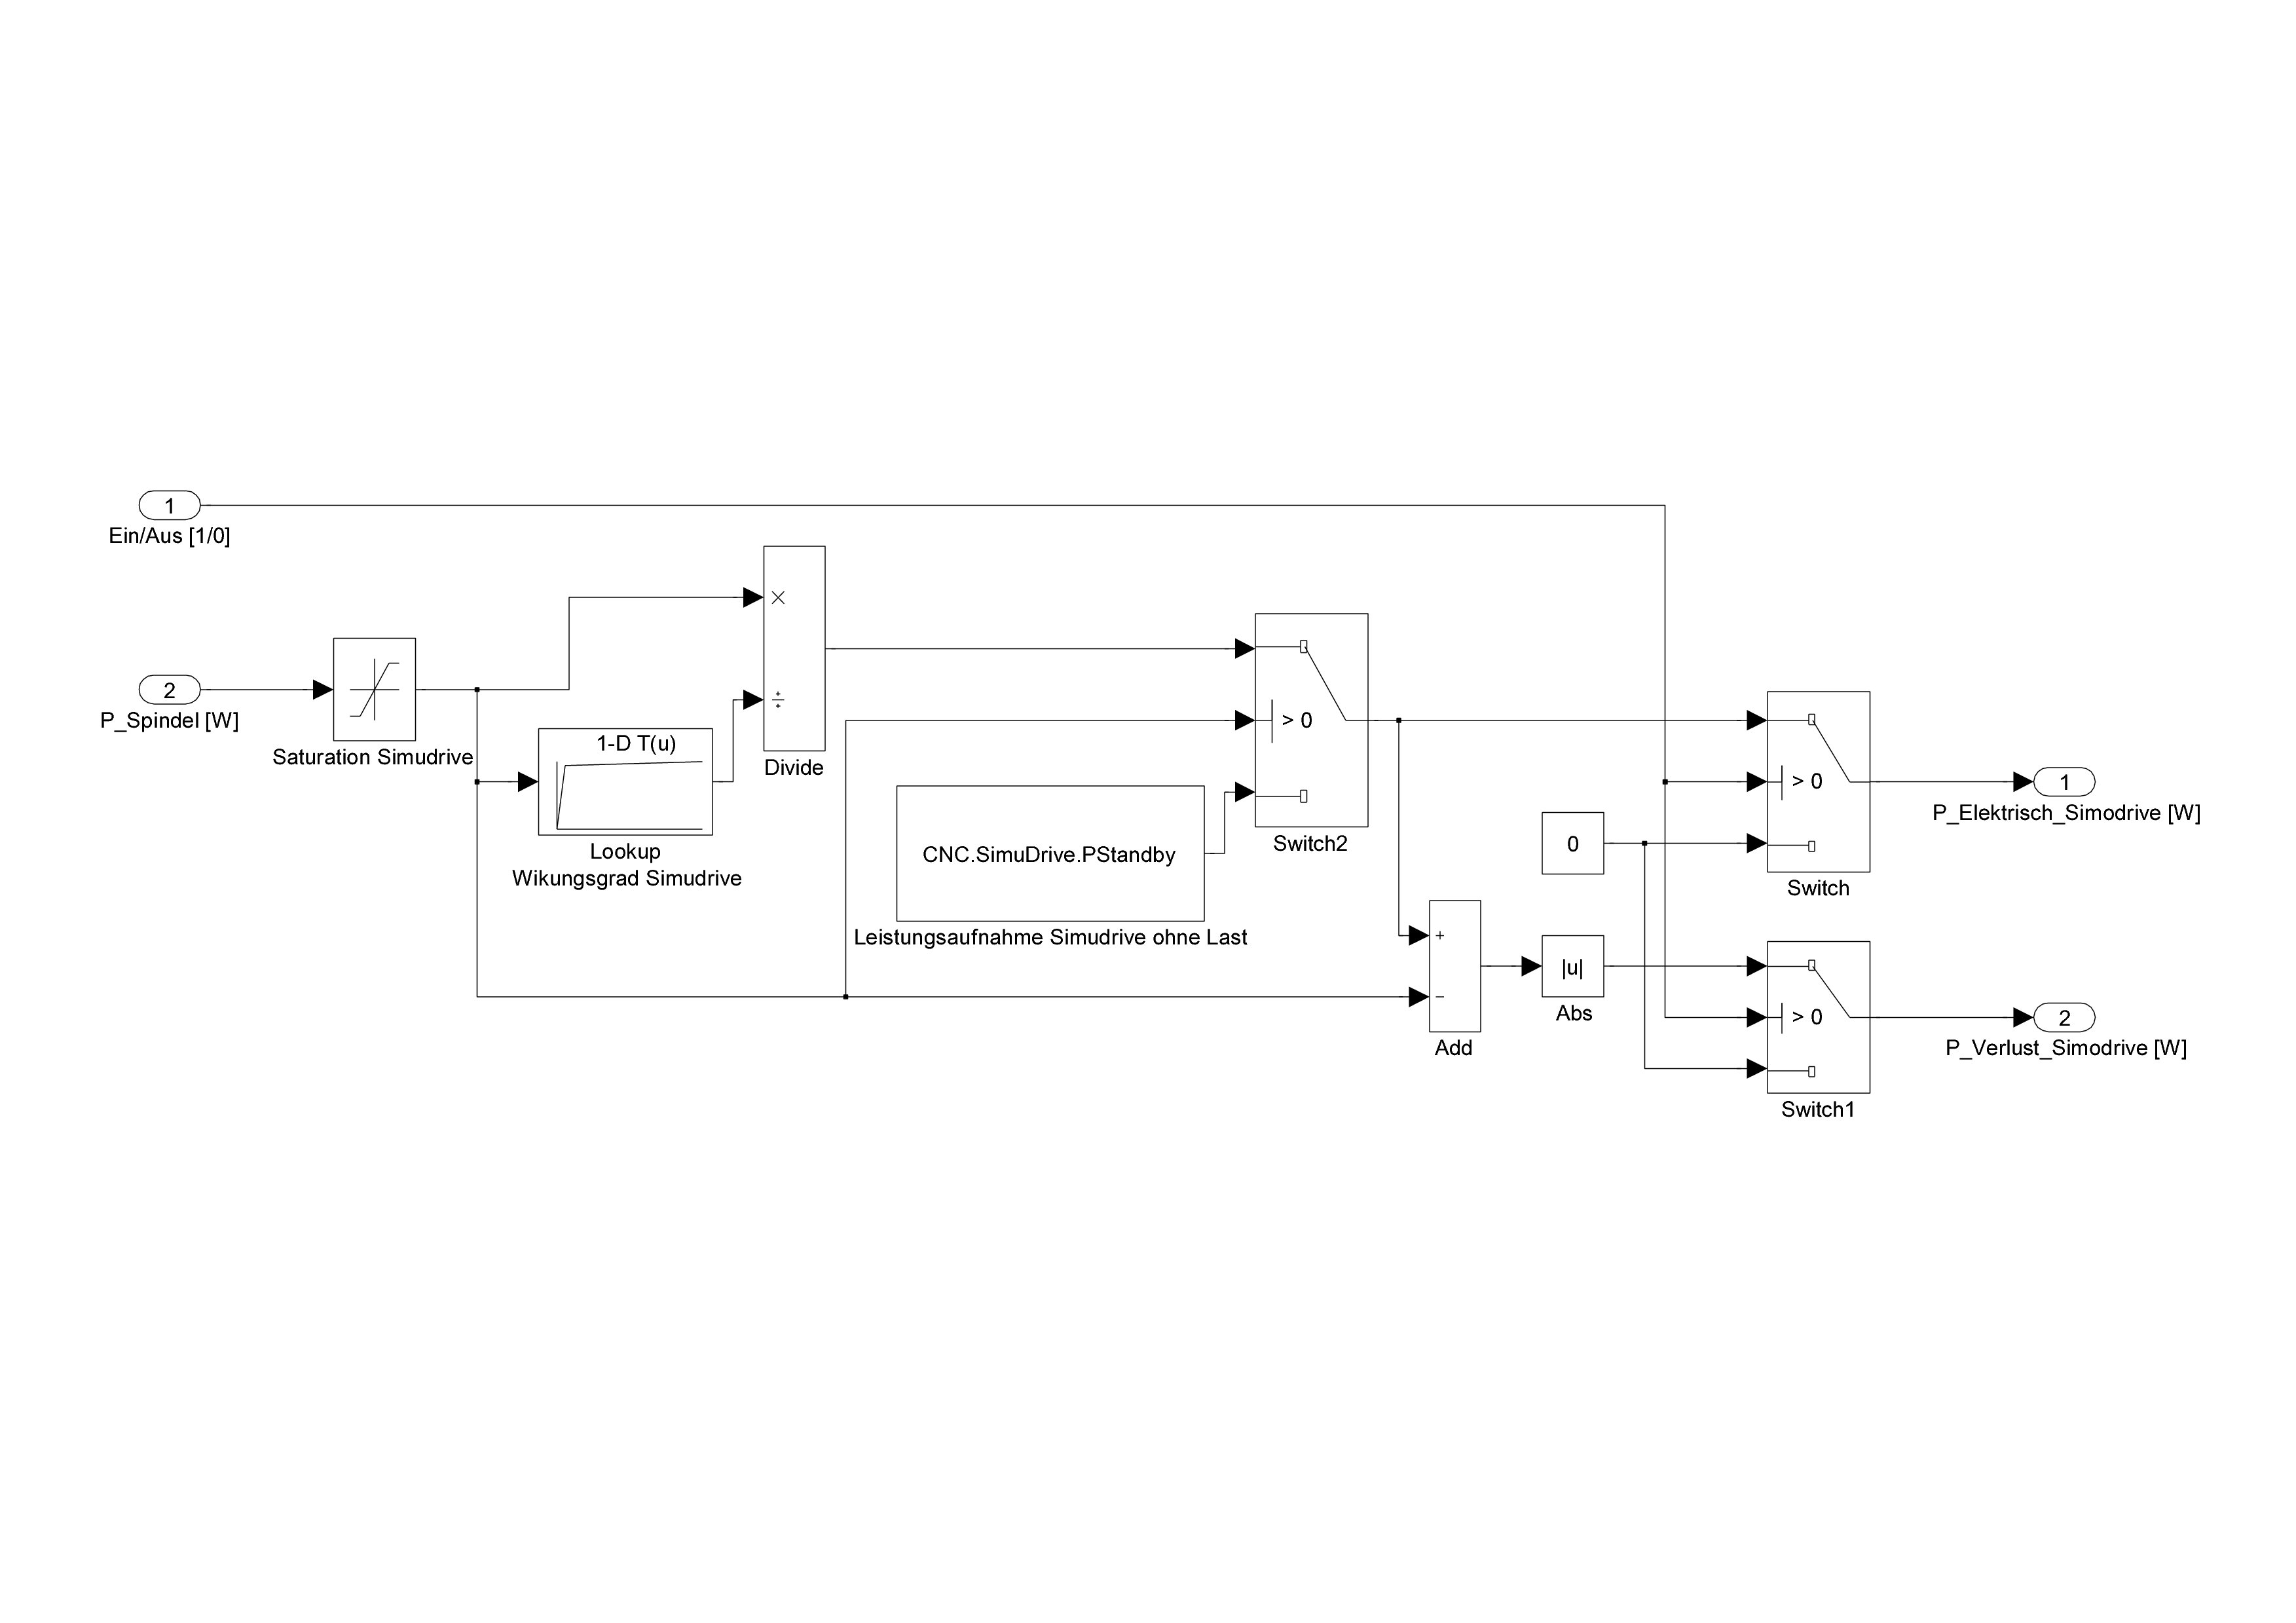 1
Ein/Aus [1/0]
2
P_Spindel [W]
Saturation Simudrive
1-D T(u)
Lookup
Wikungsgrad Simudrive
×
÷
Divide
CNC.SimuDrive.PStandby
Leistungsaufnahme Simudrive ohne Last
> 0
Switch2
+
−
Add
|u|
Abs
0
> 0
Switch
> 0
Switch1
1
P_Elektrisch_Simodrive [W]
2
P_Verlust_Simodrive [W]